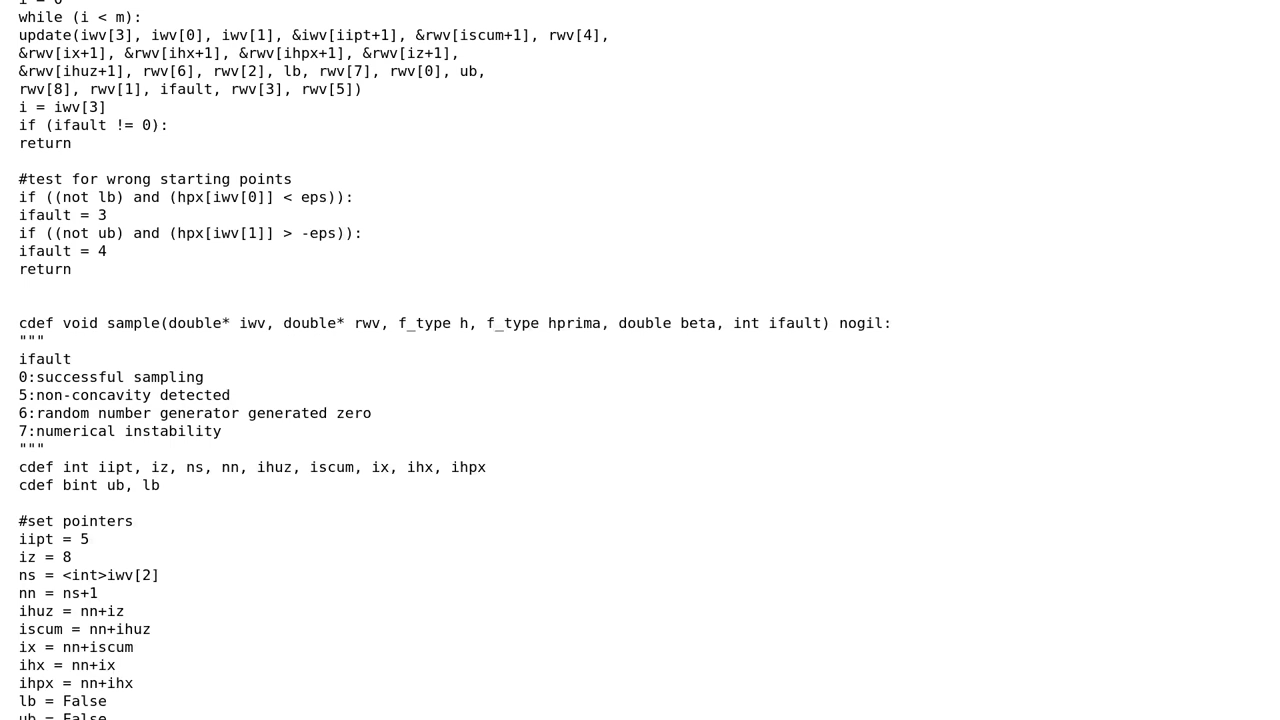 i = 0
while (i < m):
update(iwv[3], iwv[0], iwv[1], &iwv[iipt+1], &rwv[iscum+1], rwv[4],
&rwv[ix+1], &rwv[ihx+1], &rwv[ihpx+1], &rwv[iz+1],
&rwv[ihuz+1], rwv[6], rwv[2], lb, rwv[7], rwv[0], ub,
rwv[8], rwv[1], ifault, rwv[3], rwv[5])
i = iwv[3]
if (ifault != 0):
return
#test for wrong starting points
if ((not lb) and (hpx[iwv[0]] < eps)):
ifault = 3
if ((not ub) and (hpx[iwv[1]] > -eps)):
ifault = 4
return
cdef void sample(double* iwv, double* rwv, f_type h, f_type hprima, double beta, int ifault) nogil:
"""
ifault
0:successful sampling
5:non-concavity detected
6:random number generator generated zero
7:numerical instability
"""
cdef int iipt, iz, ns, nn, ihuz, iscum, ix, ihx, ihpx
cdef bint ub, lb
#set pointers
iipt = 5
iz = 8
ns = <int>iwv[2]
nn = ns+1
ihuz = nn+iz
iscum = nn+ihuz
ix = nn+iscum
ihx = nn+ix
ihpx = nn+ihx
lb = False
ub = False